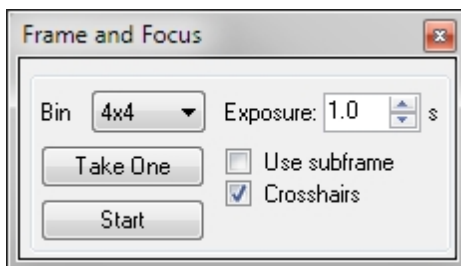 Frame and Focus
Bin 4x4 Exposure: 1.0 s
Take One Use subframe
Crosshairs
Start